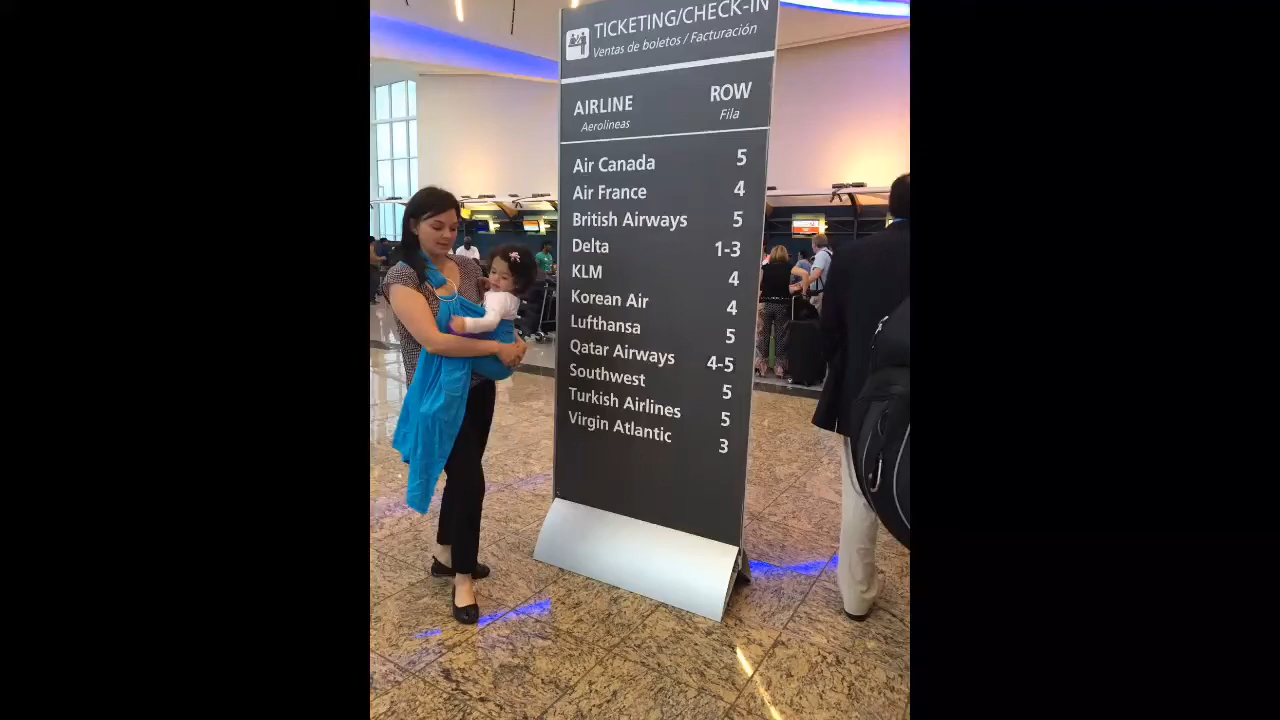 TICKETING/CHECK-IN
Ventas de boletos / Facturación
AIRLINE ROW
Aerolineas Fila
Air Canada 5
Air France 4
British Airways 5
Delta 1-3
KLM 4
Korean Air 4
Lufthansa 5
Qatar Airways 4-5
Southwest 5
Turkish Airlines 5
Virgin Atlantic 3